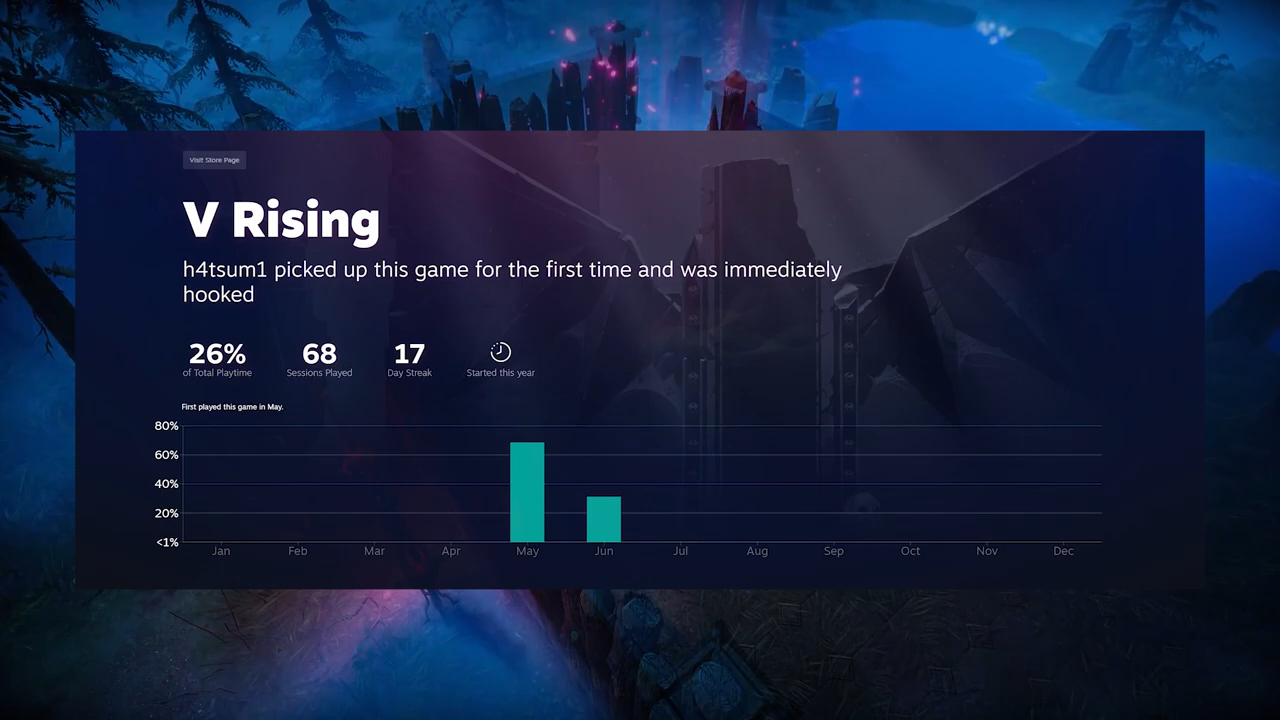 Visit Store Page
V Rising
h4tsum1 picked up this game for the first time and was immediately
hooked
26% 68 17
of Total Playtime Sessions Played Day Streak Started this year
First played this game in May.
80%
60%
40%
20%
<1%
Jan Feb Mar Apr May Jun Jul Aug Sep Oct Nov Dec